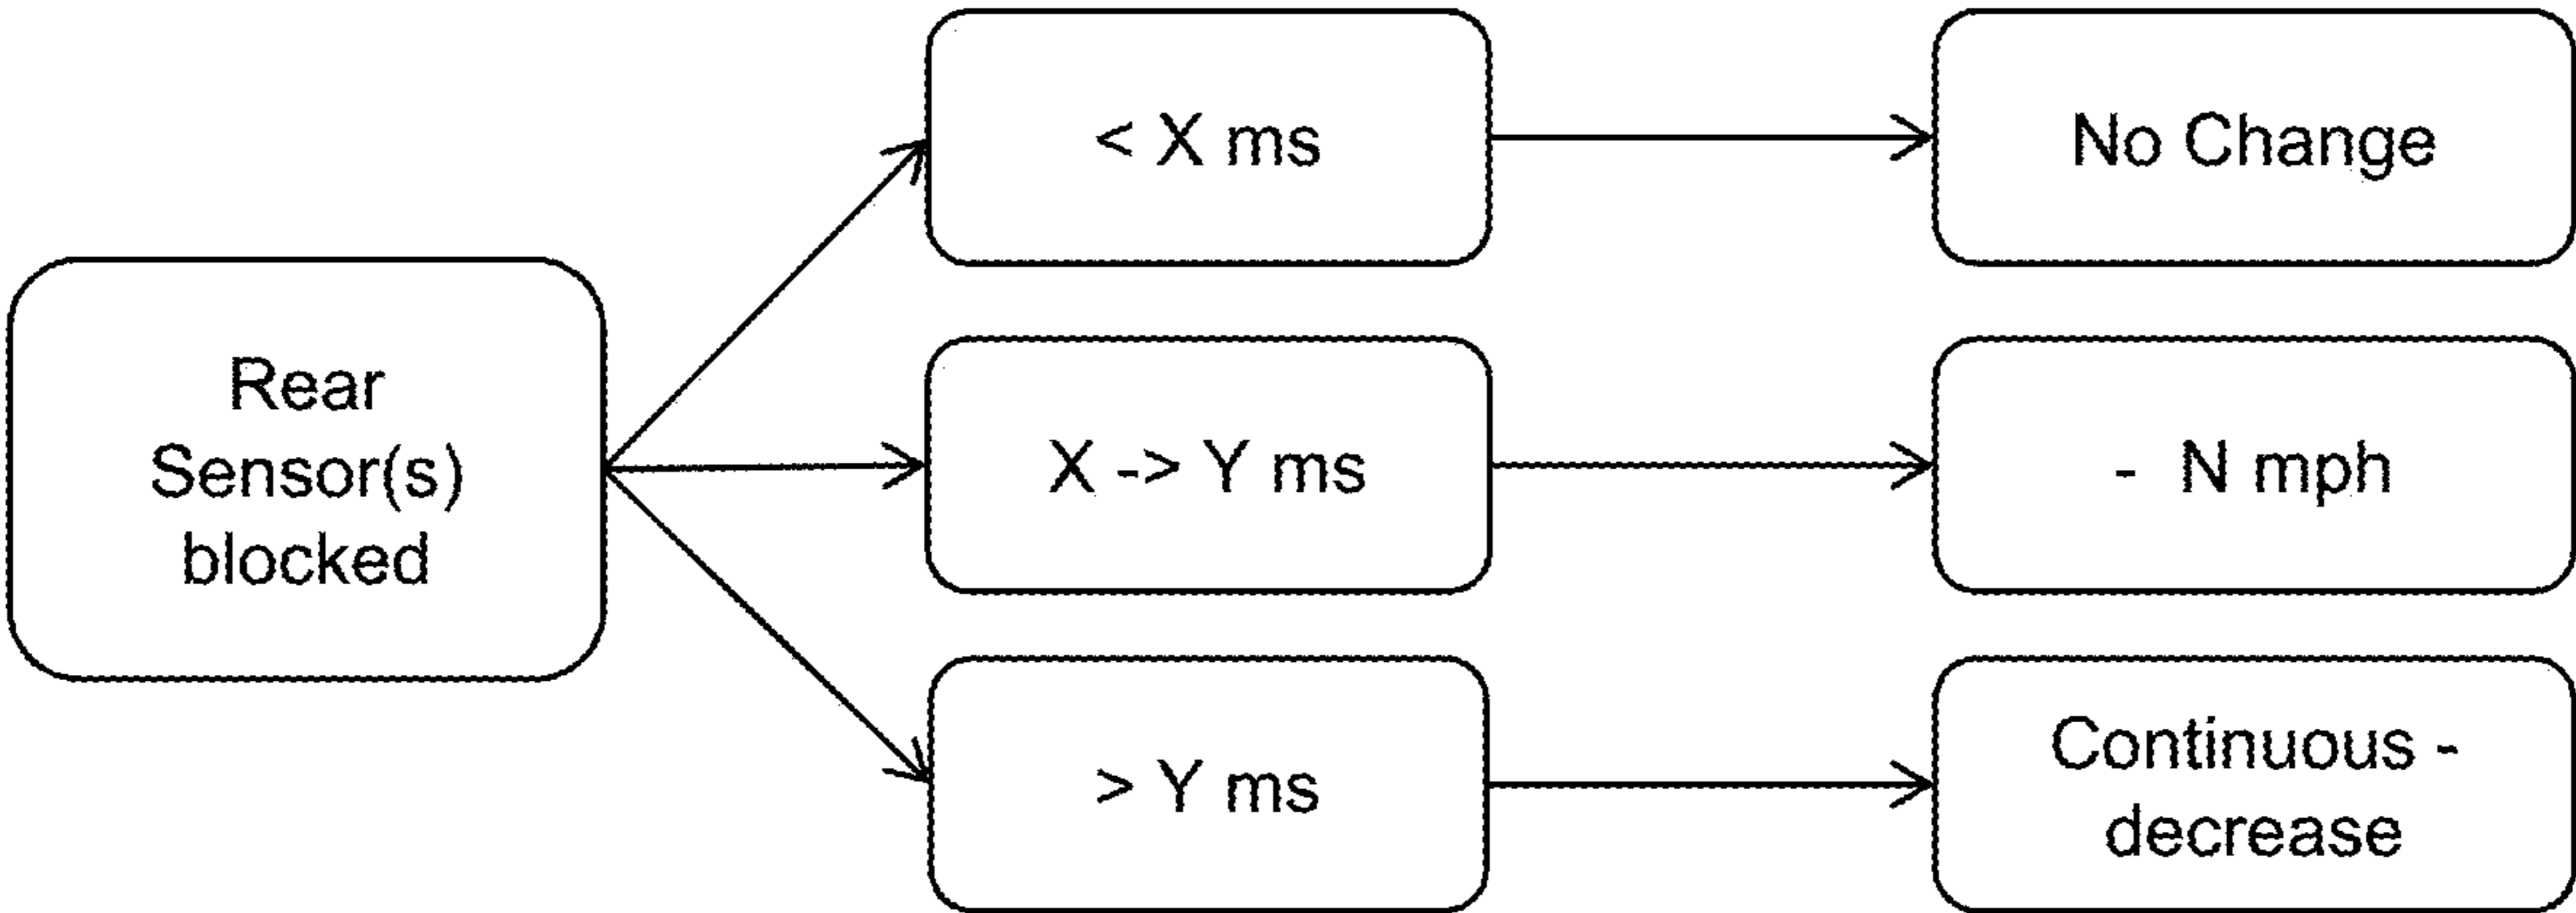 Rear
Sensor(s)
blocked
< X ms
No Change
X -> Y ms
- N mph
> Y ms
Continuous -
decrease